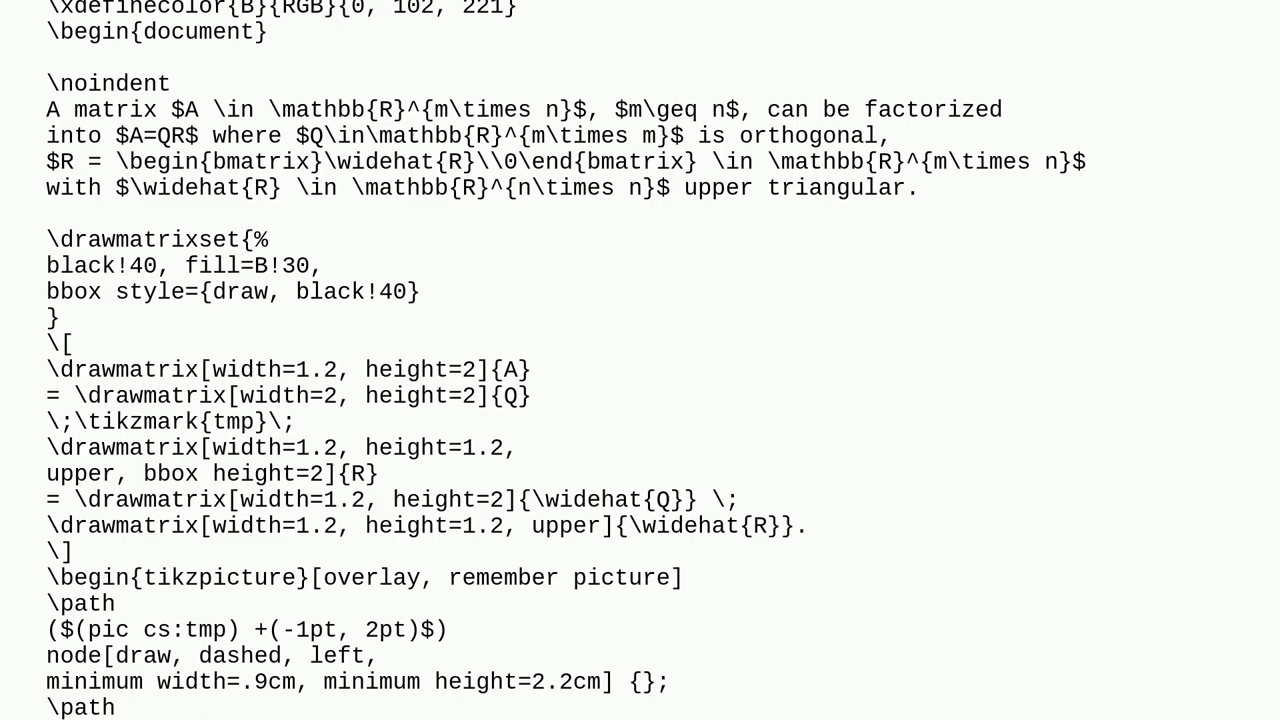 \xdefinecolor{B}{RGB}{0, 102, 221}
\begin{document}
\noindent
A matrix $A \in \mathbb{R}^{m\times n}$, $m\geq n$, can be factorized
into $A=QR$ where $Q\in\mathbb{R}^{m\times m}$ is orthogonal,
$R = \begin{bmatrix}\widehat{R}\\0\end{bmatrix} \in \mathbb{R}^{m\times n}$
with $\widehat{R} \in \mathbb{R}^{n\times n}$ upper triangular.
\drawmatrixset{%
black!40, fill=B!30,
bbox style={draw, black!40}
}
\[
\drawmatrix[width=1.2, height=2]{A}
= \drawmatrix[width=2, height=2]{Q}
\;\tikzmark{tmp}\;
\drawmatrix[width=1.2, height=1.2,
upper, bbox height=2]{R}
= \drawmatrix[width=1.2, height=2]{\widehat{Q}} \;
\drawmatrix[width=1.2, height=1.2, upper]{\widehat{R}}.
\]
\begin{tikzpicture}[overlay, remember picture]
\path
($(pic cs:tmp) +(-1pt, 2pt)$)
node[draw, dashed, left,
minimum width=.9cm, minimum height=2.2cm] {};
\path